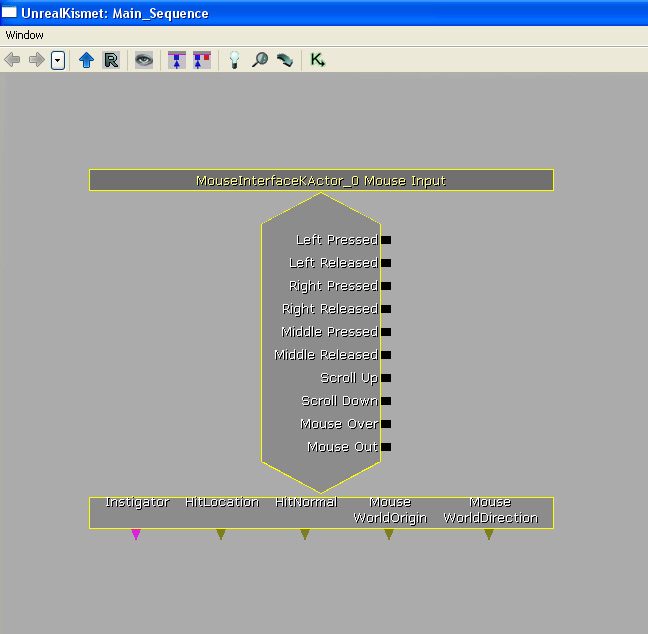 UnrealKismet: Main_Sequence
Window
R
K
MouseInterfaceKActor_0 Mouse Input
Left Pressed
Left Released
Right Pressed
Right Released
Middle Pressed
Middle Released
Scroll Up
Scroll Down
Mouse Over
Mouse Out
Instigator HitLocation HitNormal Mouse Mouse
WorldOrigin WorldDirection